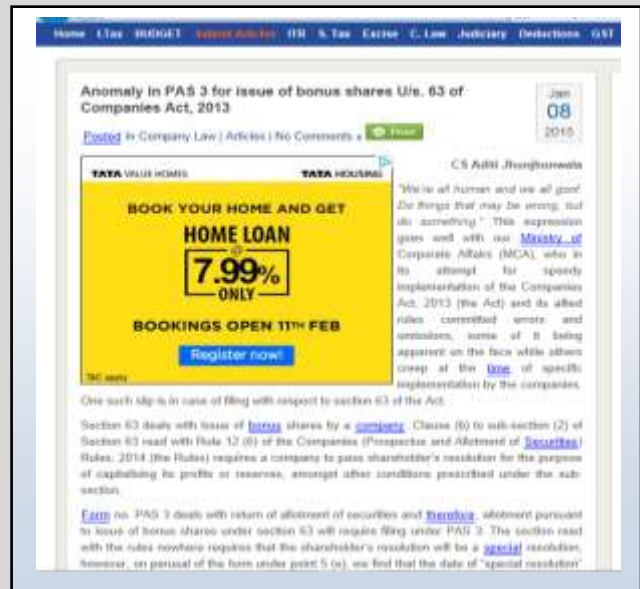 Home I.Tax BUDGET Submit Articles ITR S. Tax Excise C. Law Judiciary Deductions GST
Anomaly in PAS 3 for issue of bonus shares U/s. 63 of
Companies Act, 2013
Jan
08
2015
Posted In Company Law | Articles | No Comments » Print
CS Aditi Jhunjhunwala
TATA VALUE HOMES TATA HOUSING
BOOK YOUR HOME AND GET
HOME LOAN
@
7.99%
ONLY
BOOKINGS OPEN 11TH FEB
Register now!
T&C apply
"We're all human and we all goof.
Do things that may be wrong, but
do something." This expression
goes well with our Ministry of
Corporate Affairs (MCA), who in
its attempt for speedy
implementation of the Companies
Act, 2013 (the Act) and its allied
rules committed errors and
omissions, some of it being
apparent on the face while others
creep at the time of specific
implementation by the companies.
One such slip is in case of filing with respect to section 63 of the Act.
Section 63 deals with issue of bonus shares by a company. Clause (6) to sub-section (2) of
Section 63 read with Rule 12 (6) of the Companies (Prospectus and Allotment of Securities)
Rules, 2014 (the Rules) requires a company to pass shareholder's resolution for the purpose
of capitalising its profits or reserves, amongst other conditions prescribed under the sub-
section.
Form no. PAS 3 deals with return of allotment of securities and therefore, allotment pursuant
to issue of bonus shares under section 63 will require filing under PAS 3. The section read
with the rules nowhere requires that the shareholder's resolution will be a special resolution,
however, on perusal of the form under point 5 (a), we find that the date of "special resolution"